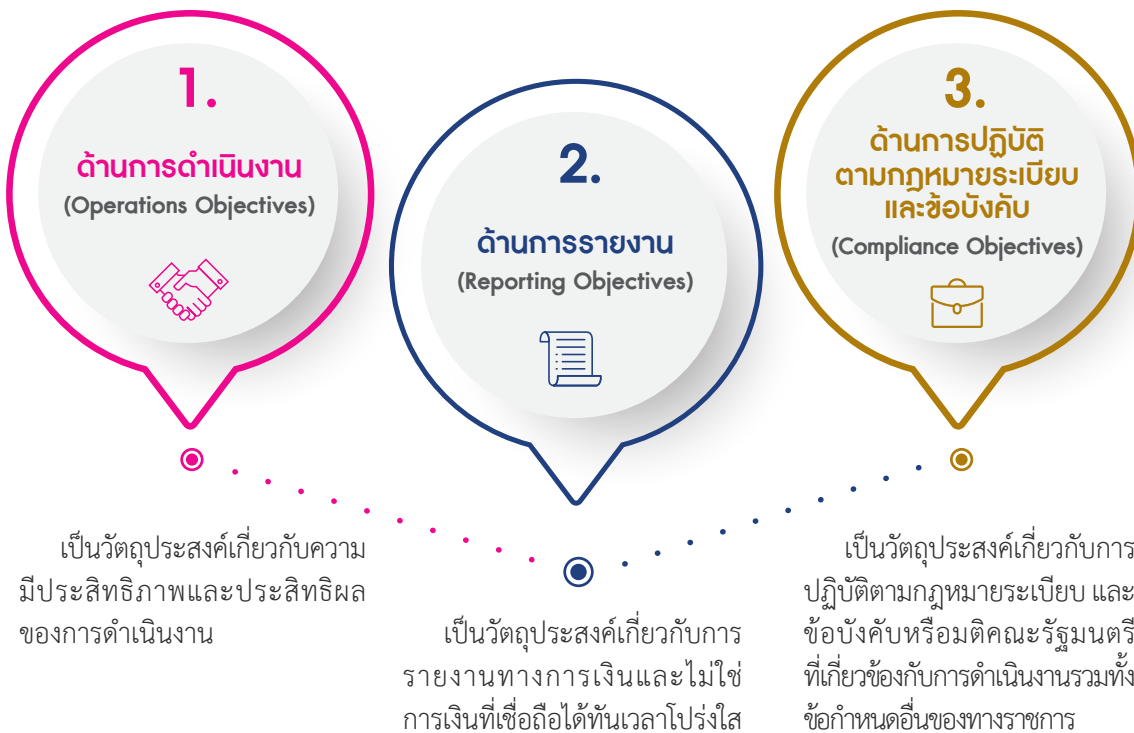 1.
ด้านการดำเนินงาน
(Operations Objectives)
เป็นวัตถุประสงค์เกี่ยวกับความ
มีประสิทธิภาพและประสิทธิผล
ของการดำเนินงาน
2.
ด้านการรายงาน
(Reporting Objectives)
เป็นวัตถุประสงค์เกี่ยวกับการ
รายงานทางการเงินและไม่ใช่
การเงินที่เชื่อถือได้ทันเวลาโปร่งใส
3.
ด้านการปฏิบัติ
ตามกฎหมายระเบียบ
และข้อบังคับ
(Compliance Objectives)
เป็นวัตถุประสงค์เกี่ยวกับการ
ปฏิบัติตามกฎหมายระเบียบ และ
ข้อบังคับหรือมติคณะรัฐมนตรี
ที่เกี่ยวข้องกับการดำเนินงานรวมทั้ง
ข้อกำหนดอื่นของทางราชการ